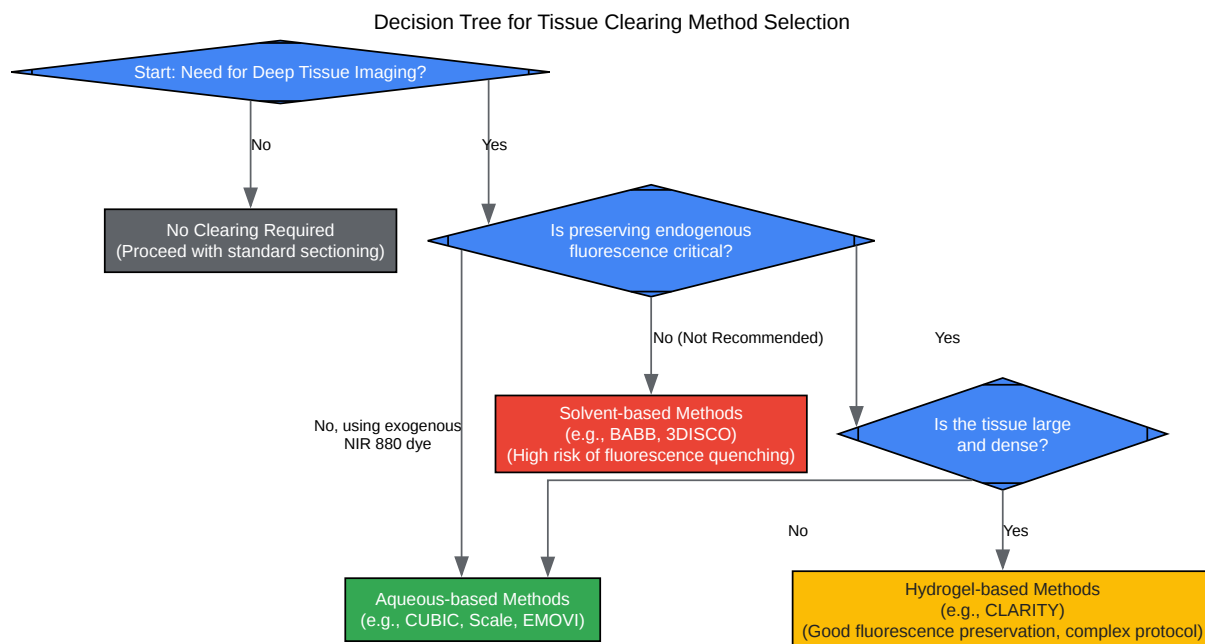 Decision Tree for Tissue Clearing Method Selection
Start: Need for Deep Tissue Imaging?
No
Yes
No Clearing Required
(Proceed with standard sectioning)
Is preserving endogenous
fluorescence critical?
No (Not Recommended)
Yes
No, using exogenous
NIR 880 dye
Solvent-based Methods
(e.g., BABB, 3DISCO)
(High risk of fluorescence quenching)
Is the tissue large
and dense?
No
Yes
Aqueous-based Methods
(e.g., CUBIC, Scale, EMOVI)
Hydrogel-based Methods
(e.g., CLARITY)
(Good fluorescence preservation, complex protocol)